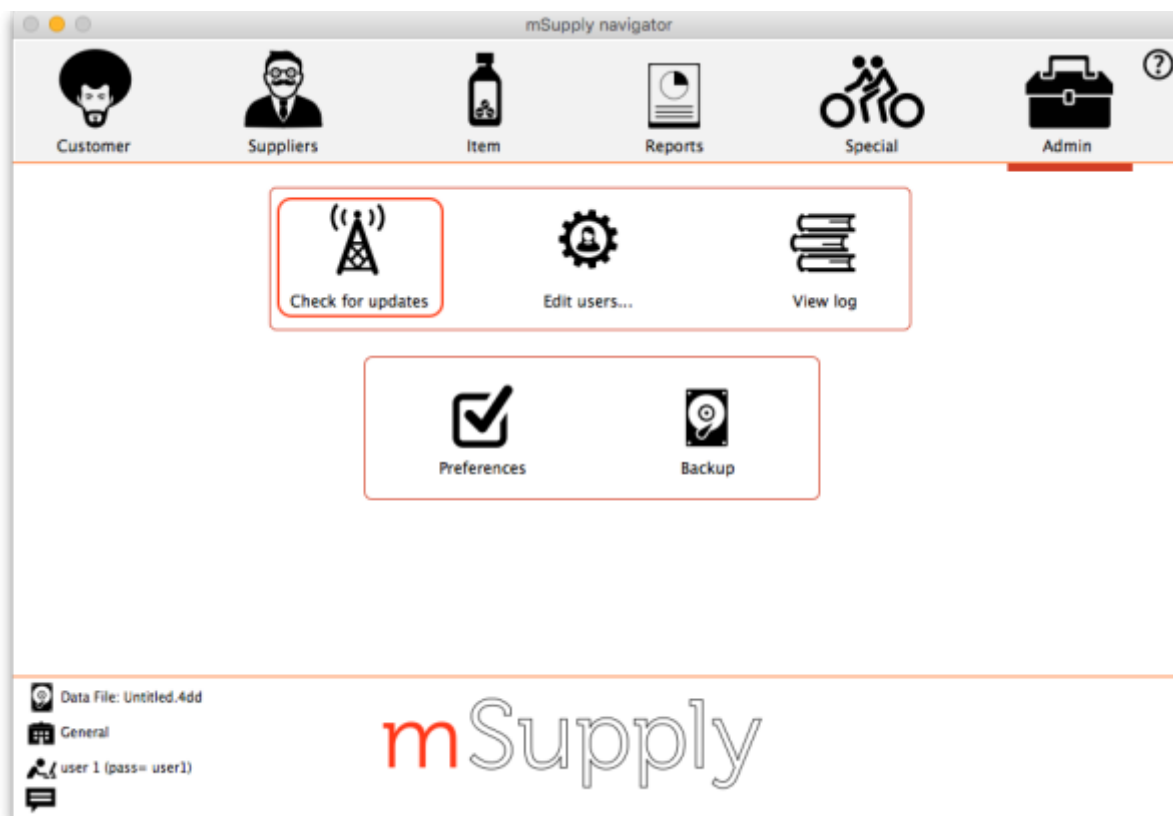 mSupply navigator
Customer Suppliers Item Reports Special Admin
?
Check for updates Edit users... View log
Preferences Backup
Data File: Untitled.4dd
General
user 1 (pass= user1)
mSupply